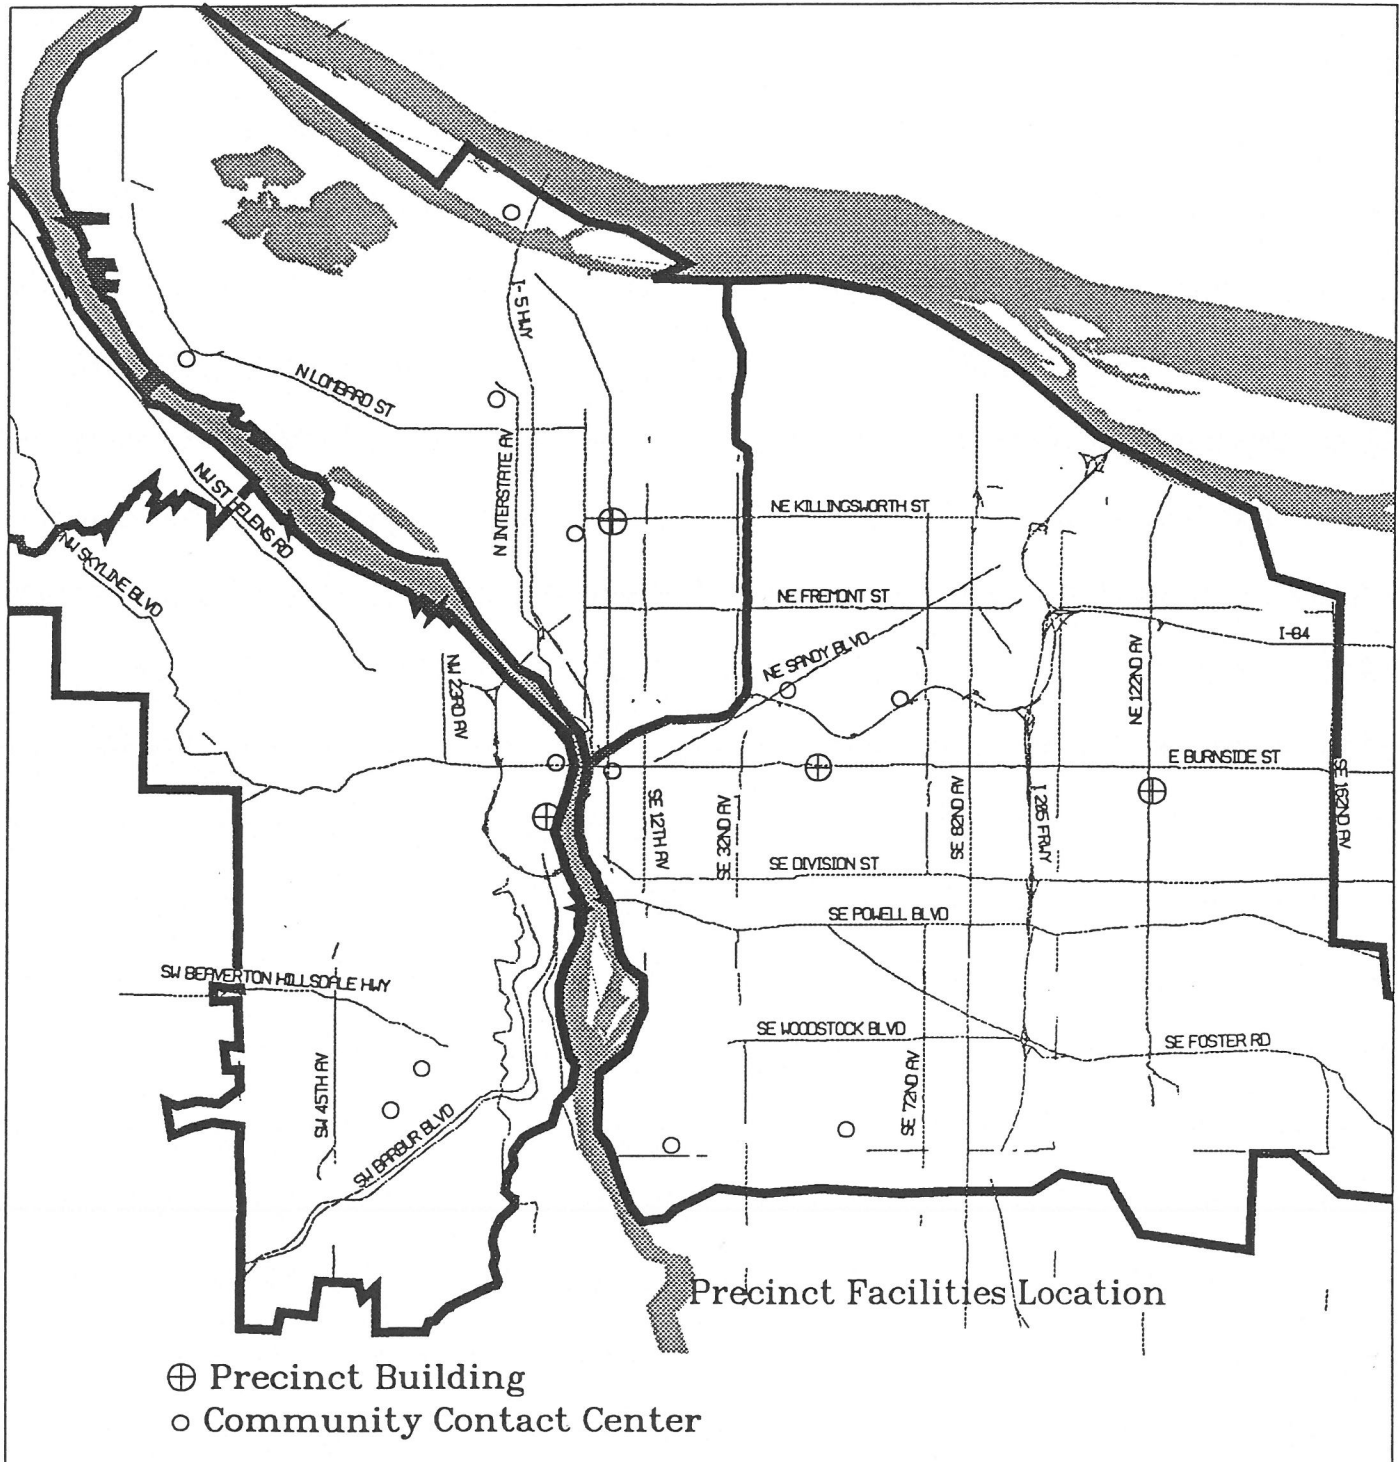 I-5 HWY
N LOMBARD ST
N INTERSTATE AV
NE KILLINGSWORTH ST
NW ST HELENS RD
NW SKYLINE BLVD
NE FREMONT ST
I-84
NE SANDY BLVD
NE 122ND AV
NW 23RD AV
E BURNSIDE ST
SE 12TH AV
SE 32ND AV
SE 82ND AV
I 205 FRWY
SE 162ND AV
SE DIVISION ST
SE POWELL BLVD
SW BEAVERTON HILLSDALE HWY
SE WOODSTOCK BLVD
SE FOSTER RD
SE 72ND AV
SW 45TH AV
SW BARBUR BLVD
Precinct Facilities Location
Precinct Building
Community Contact Center